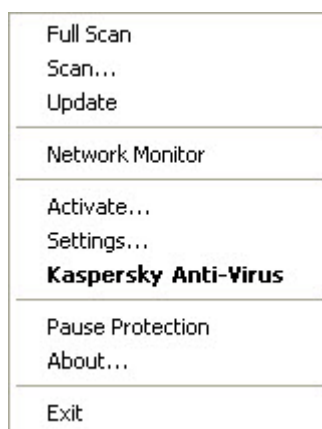 Full Scan
Scan...
Update
Network Monitor
Activate...
Settings...
Kaspersky Anti-Virus
Pause Protection
About...
Exit